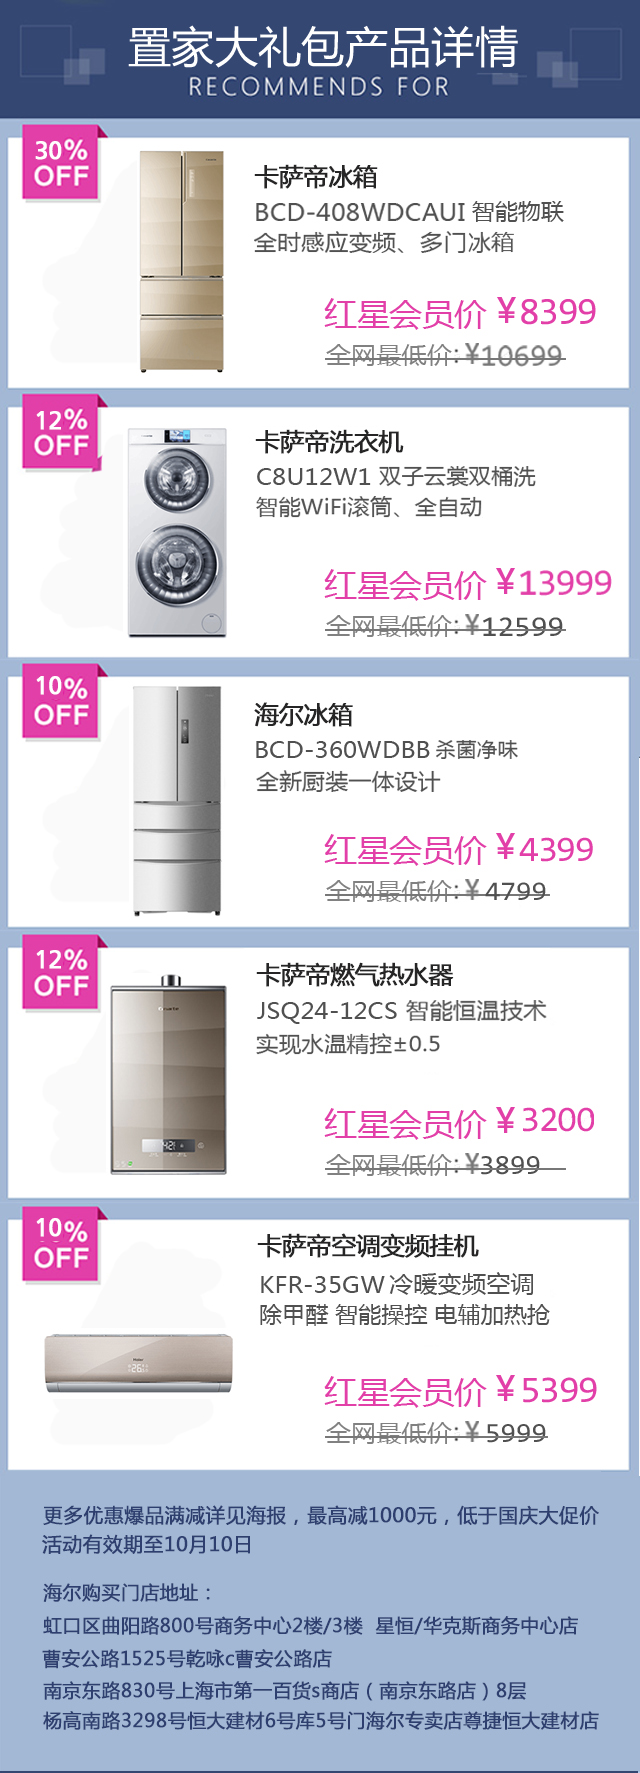 置家大礼包产品详情
RECOMMENDS FOR
30%
OFF
卡萨帝冰箱
BCD-408WDCAUI 智能物联
全时感应变频、多门冰箱
红星会员价 ¥8399
全网最低价:¥10699
12%
OFF
卡萨帝洗衣机
C8U12W1 双子云裳双桶洗
智能WiFi滚筒、全自动
红星会员价 ¥13999
全网最低价:¥12599
10%
OFF
海尔冰箱
BCD-360WDBB 杀菌净味
全新厨装一体设计
红星会员价 ¥4399
全网最低价:¥4799
12%
OFF
卡萨帝燃气热水器
JSQ24-12CS 智能恒温技术
实现水温精控±0.5
红星会员价 ¥3200
全网最低价:¥3899
10%
OFF
卡萨帝空调变频挂机
KFR-35GW 冷暖变频空调
除甲醛 智能操控 电辅加热抢
红星会员价 ¥5399
全网最低价:¥5999
更多优惠爆品满减详见海报，最高减1000元，低于国庆大促价
活动有效期至10月10日
海尔购买门店地址：
虹口区曲阳路800号商务中心2楼/3楼 星恒/华克斯商务中心店
曹安公路1525号乾咏c曹安公路店
南京东路830号上海市第一百货s商店（南京东路店）8层
杨高南路3298号恒大建材6号库5号门海尔专卖店尊捷恒大建材店